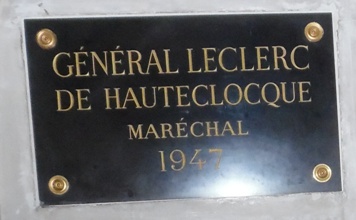 GÉNÉRAL LECLERC
DE HAUTECLOCQUE
MARÉCHAL
1947